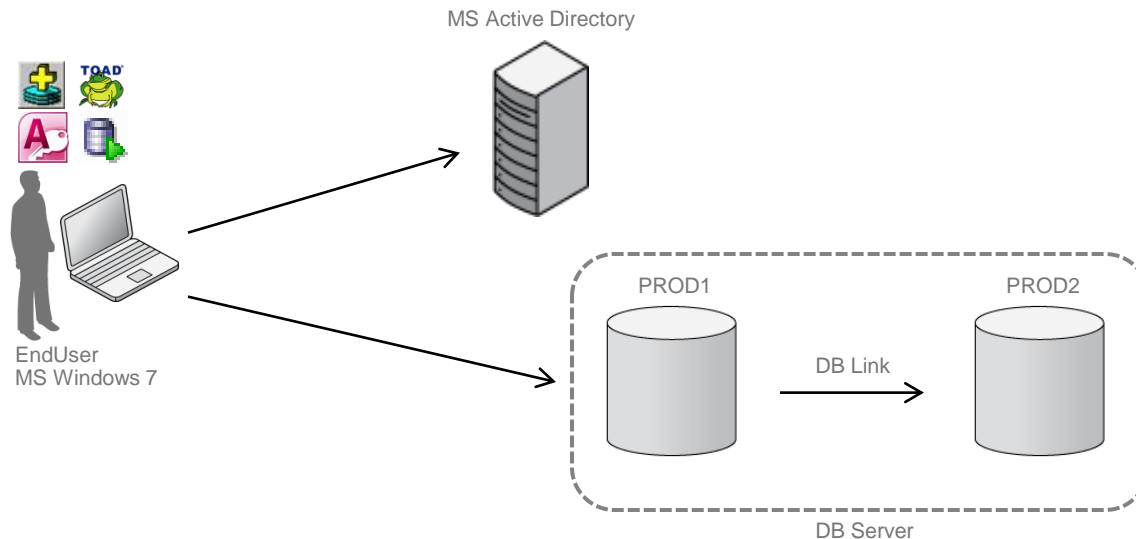 MS Active Directory
TOAD
A
EndUser
MS Windows 7
PROD1
PROD2
DB Link
DB Server